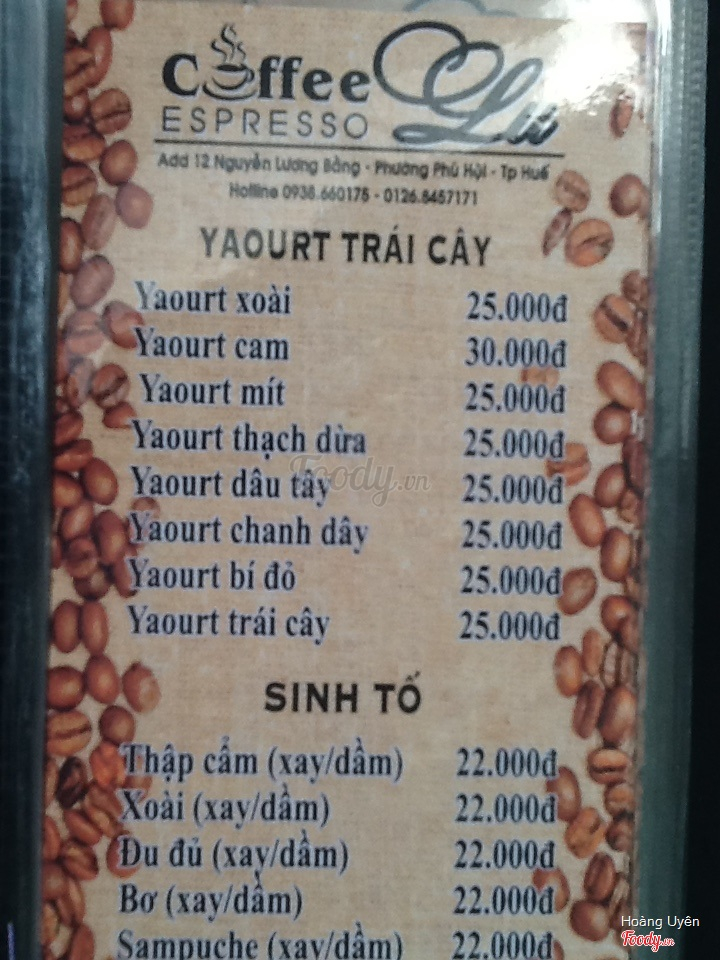 Coffee Lu
ESPRESSO
Add 12 Nguyễn Lương Bằng - Phường Phú Hội - Tp Huế
Hotline 0938.660175 - 0126.8457171
YAOURT TRÁI CÂY
Yaourt xoài 25.000đ
Yaourt cam 30.000đ
Yaourt mít 25.000đ
Yaourt thạch dừa 25.000đ
Yaourt dâu tây 25.000đ
Foody.vn
Yaourt chanh dây 25.000đ
Yaourt bí đỏ 25.000đ
Yaourt trái cây 25.000đ
SINH TỐ
Thập cẩm (xay/dầm) 22.000đ
Xoài (xay/dầm) 22.000đ
Đu đủ (xay/dầm) 22.000đ
Bơ (xay/dầm) 22.000đ
Sampuche (xay/dầm) 22.000đ
Hoàng Uyên
Foody.vn